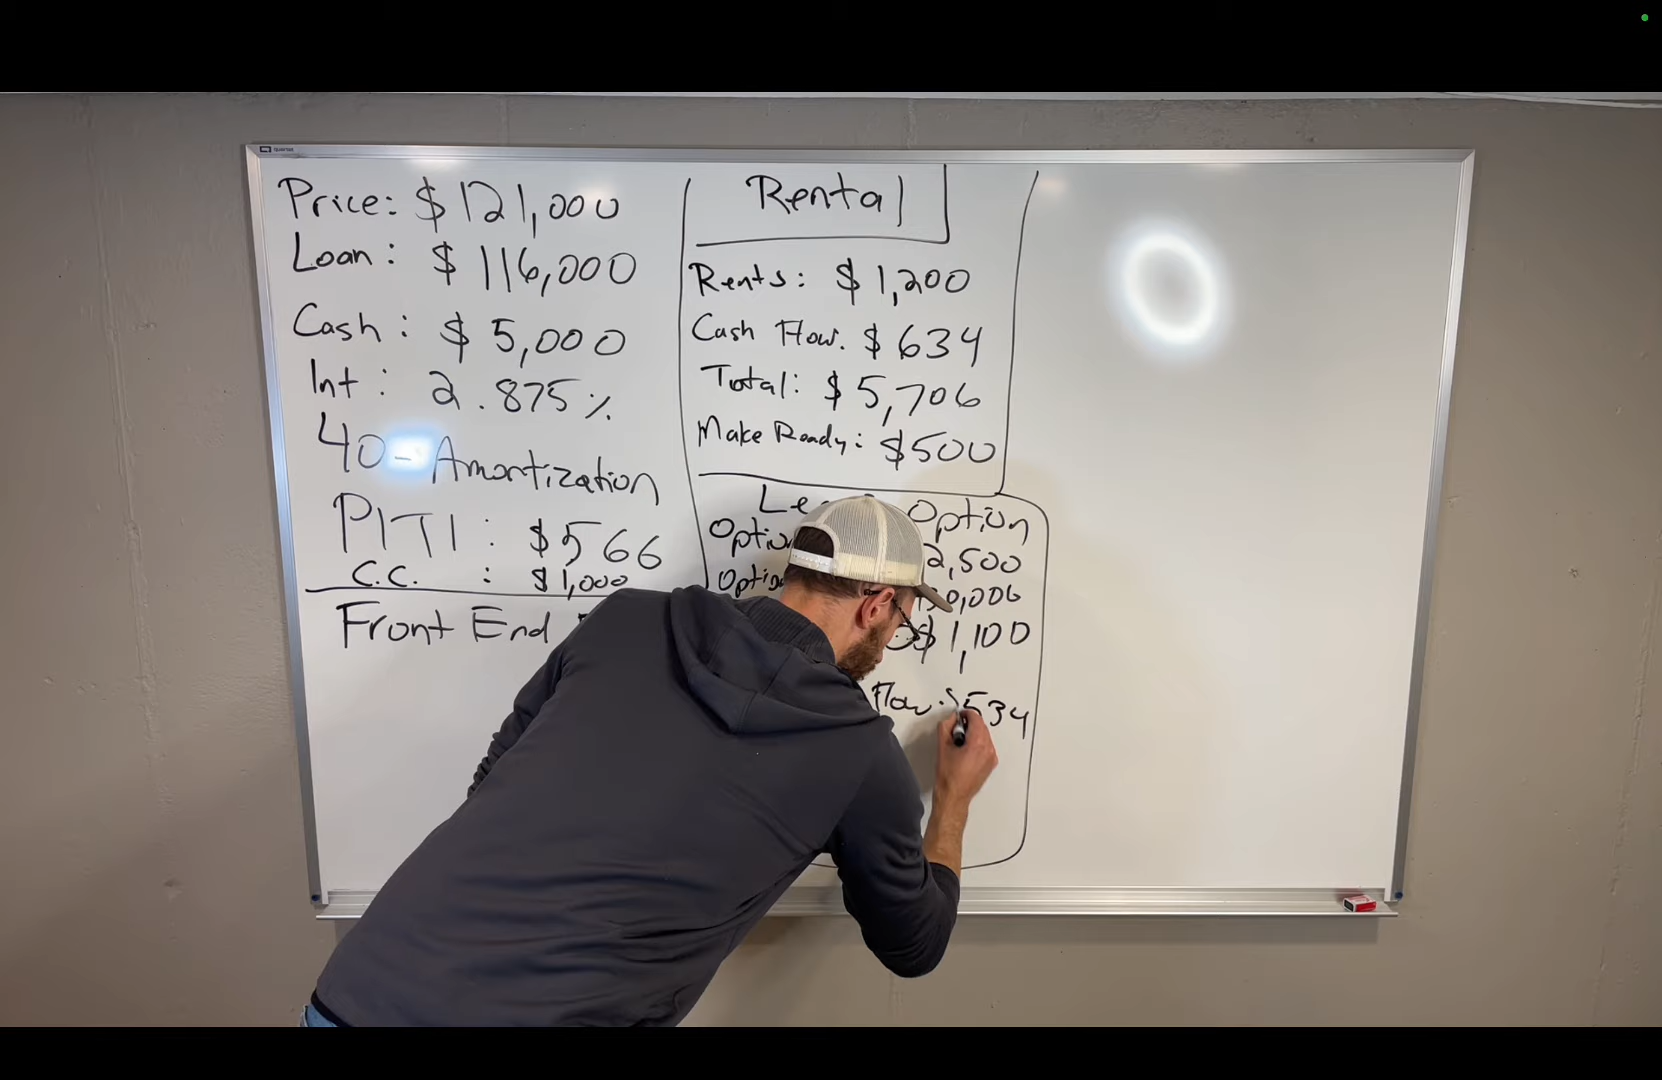 Price: $121,000
Loan: $116,000
Cash: $5,000
Int: 2.875%
40-Amortization
PITI: $566
C.C. : $1,000
Front End
Rental
Rents: $1,200
Cash Flow. $634
Total: $5,706
Make Ready: $500
Option
2,500
$1,100
Flow: $534